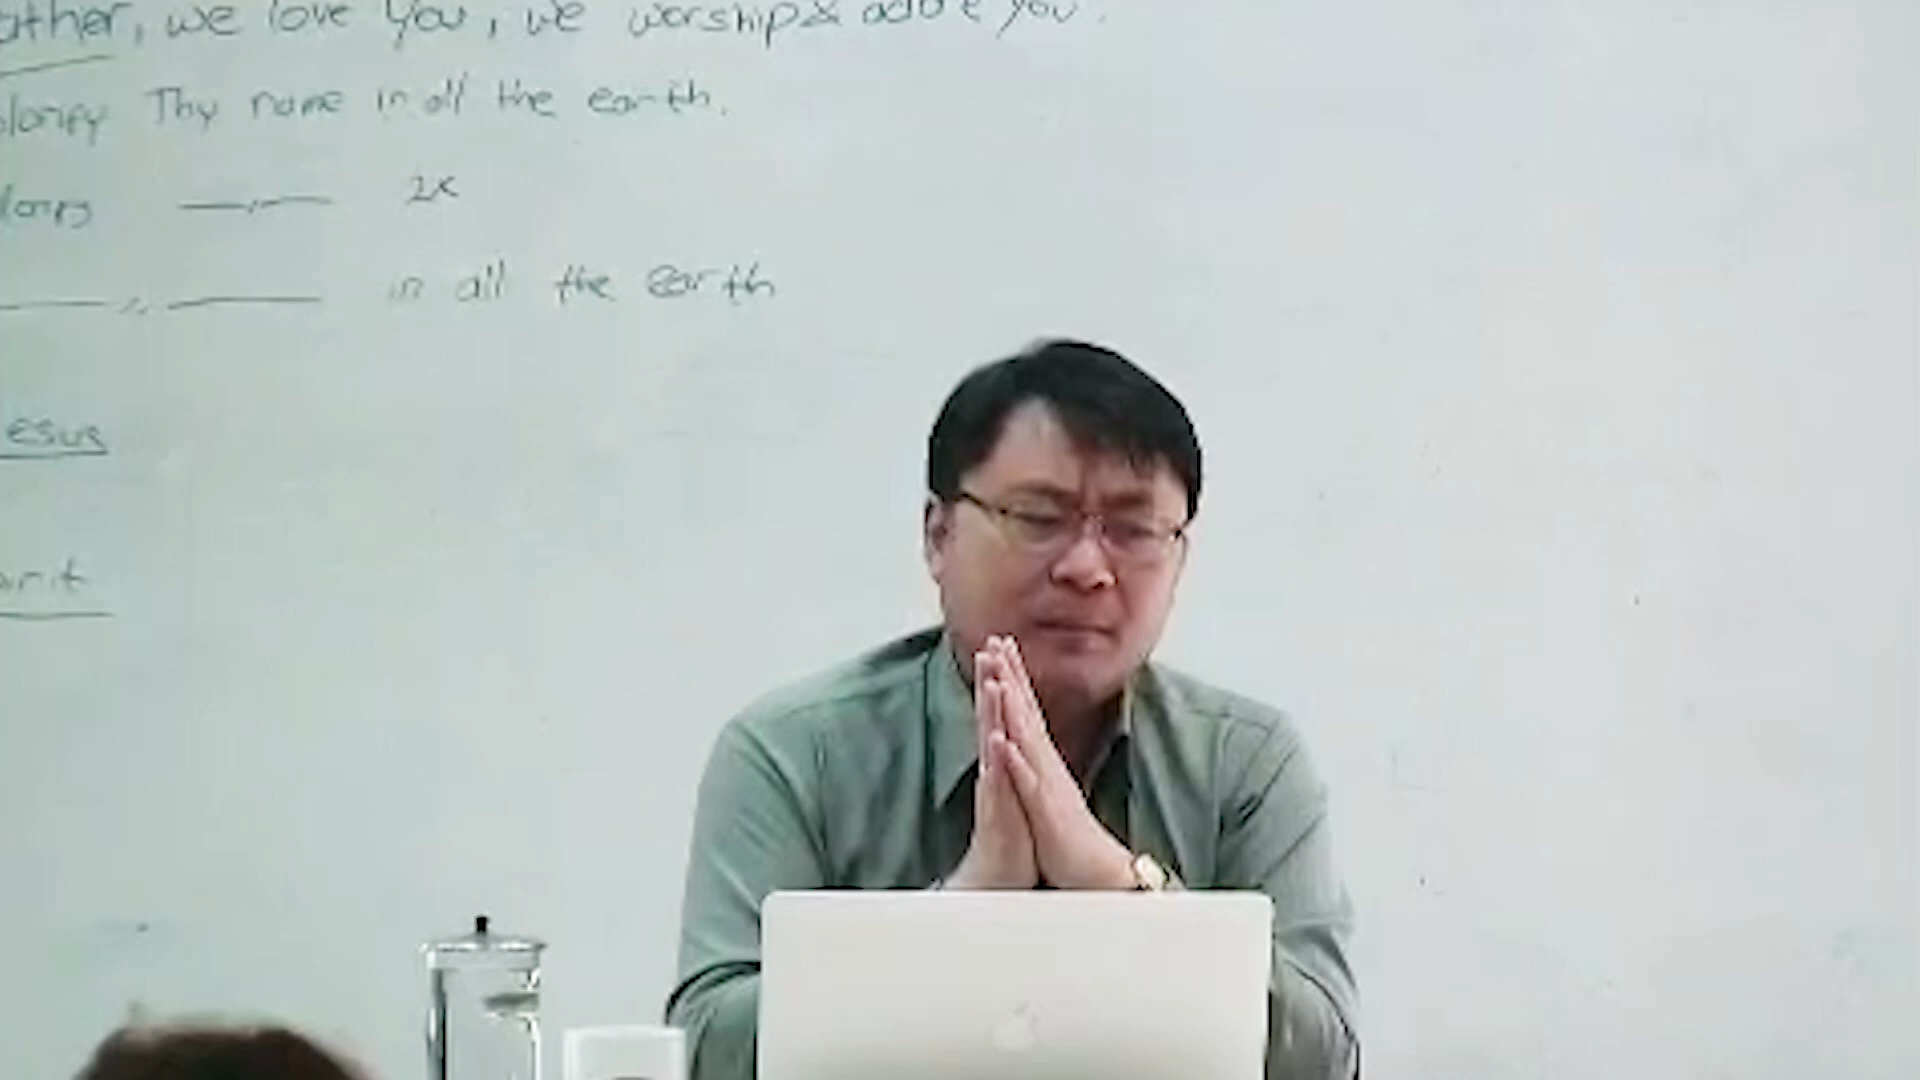 ather, we love You, we worship & adore you.
lorify Thy name in all the earth.
lorify 2x
in all the earth
esus
irit